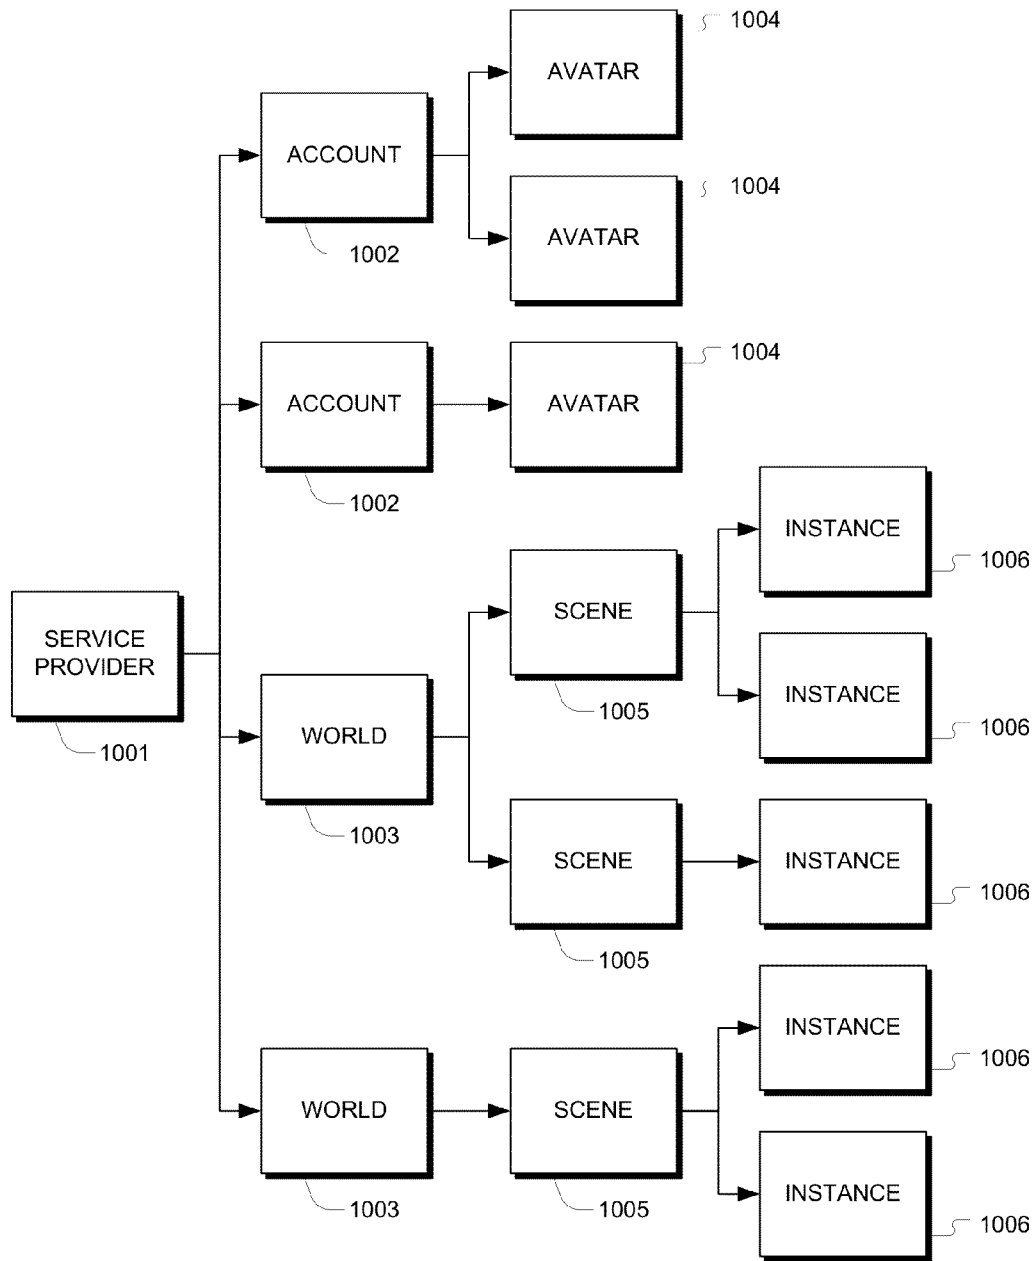 1004
AVATAR
ACCOUNT
1004
1002
AVATAR
1004
ACCOUNT
AVATAR
1002
INSTANCE
1006
SERVICE
PROVIDER
SCENE
INSTANCE
1005
1006
WORLD
1001
1003
SCENE
INSTANCE
1006
1005
INSTANCE
1006
WORLD
SCENE
INSTANCE
1003
1005
1006